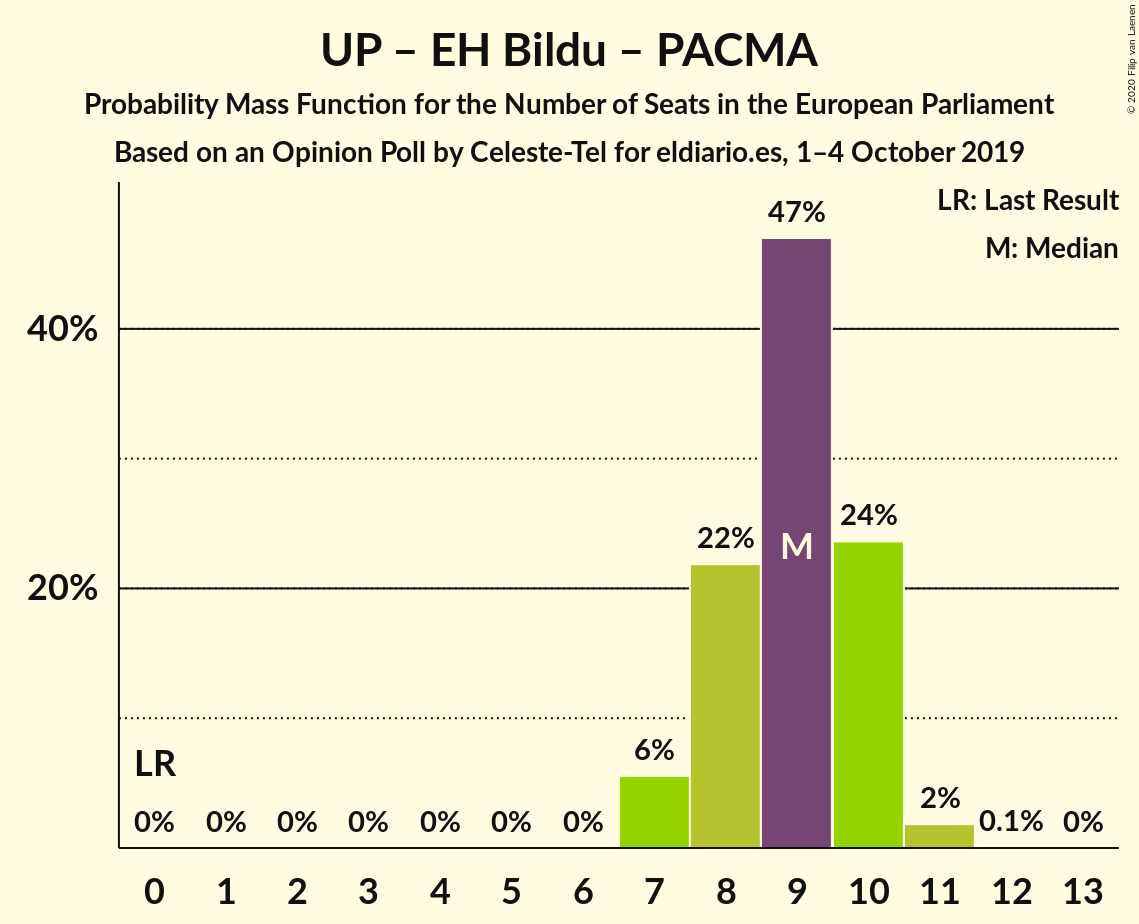 UP – EH Bildu – PACMA
Probability Mass Function for the Number of Seats in the European Parliament
Based on an Opinion Poll by Celeste-Tel for eldiario.es, 1–4 October 2019
© 2020 Filip van Laenen
LR: Last Result
M: Median
47%
40%
24%
22%
M
20%
6%
LR
2%
0% 0% 0% 0% 0% 0% 0% 0.1% 0%
0 1 2 3 4 5 6 7 8 9 10 11 12 13